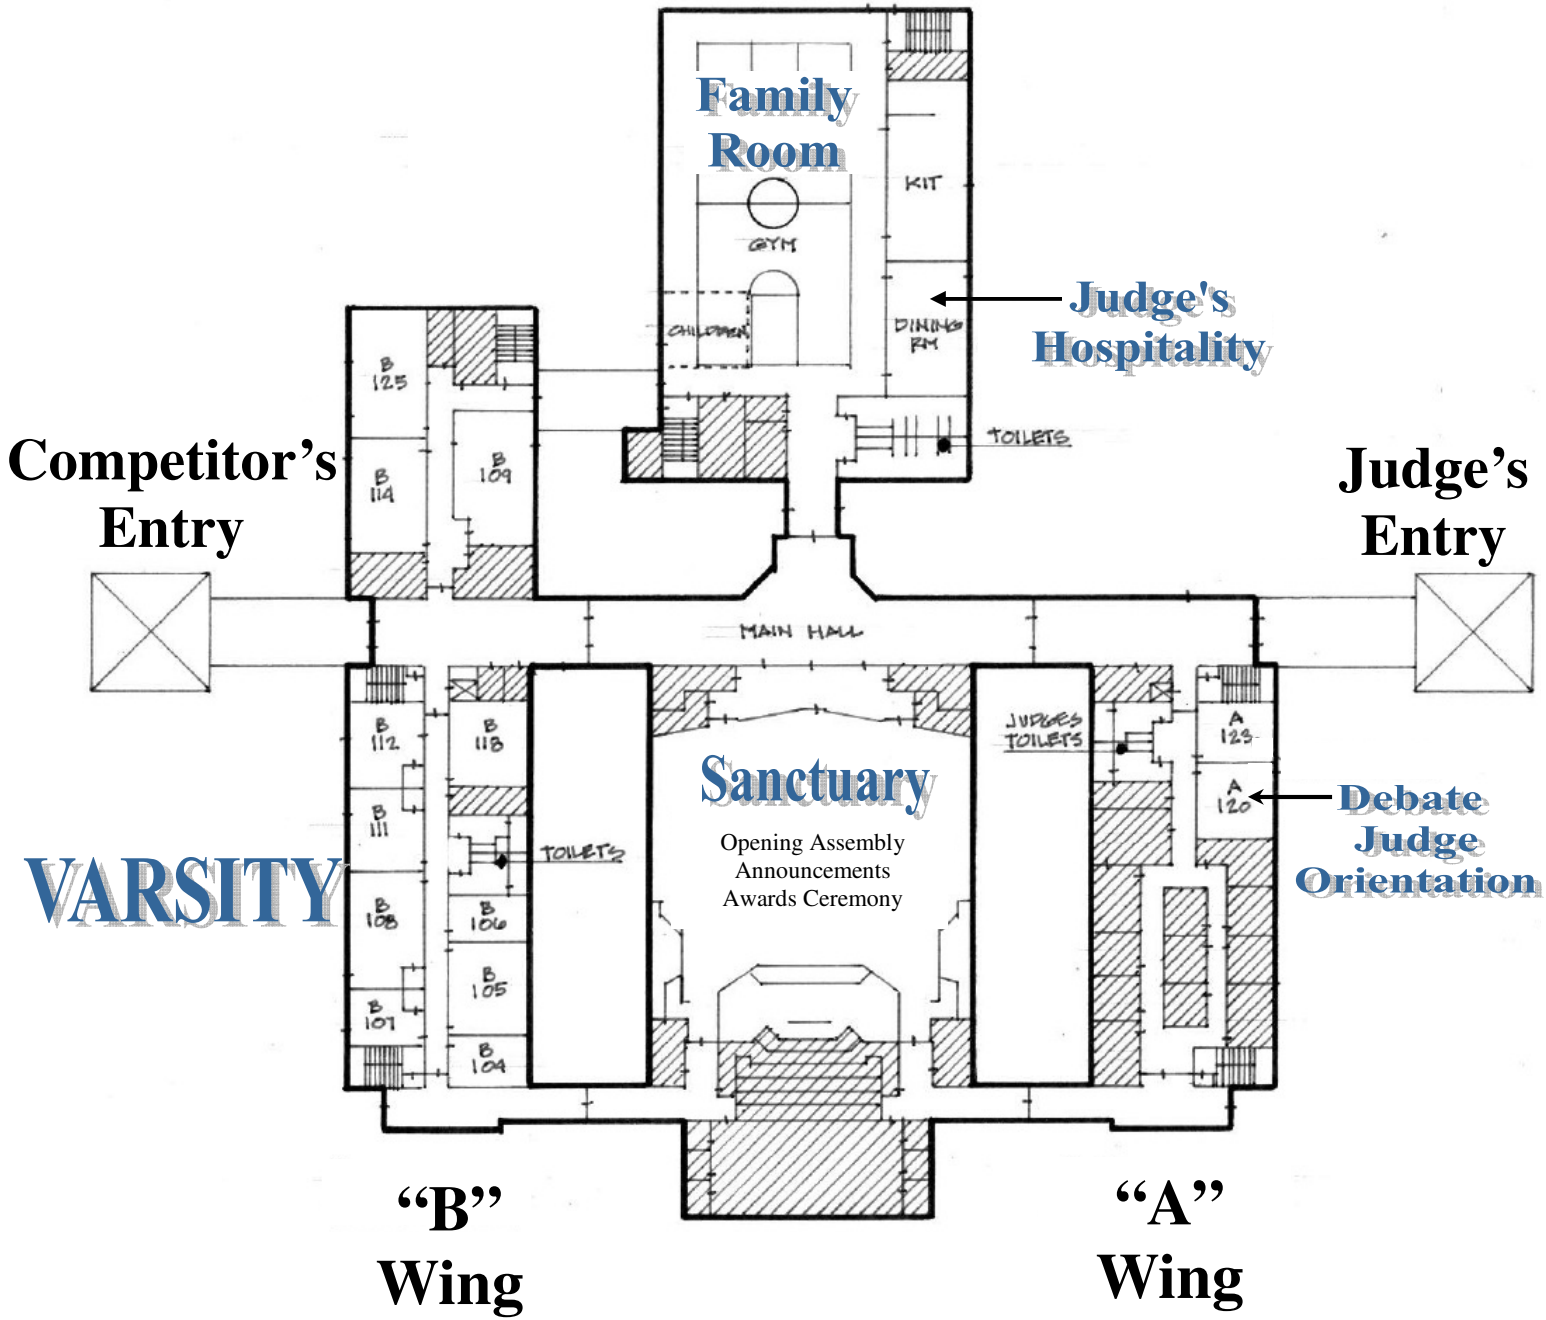 Family
Room
KIT
GYM
CHILDREN
DINING
RM
Judge's
Hospitality
TOILETS
B
125
B
114
B
109
Competitor's
Entry
Judge's
Entry
MAIN HALL
B
112
B
118
B
111
TOILETS
B
108
B
106
B
105
B
107
B
104
VARSITY
Sanctuary
Opening Assembly
Announcements
Awards Ceremony
JUDGES
TOILETS
A
123
A
120
Debate
Judge
Orientation
“B”
Wing
“A”
Wing